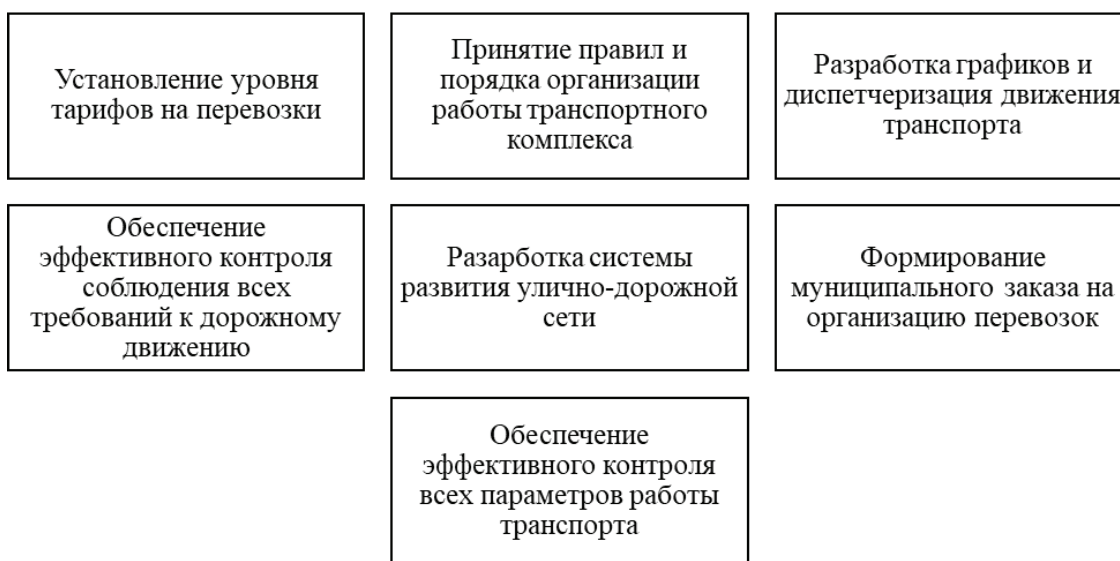 Установление уровня
тарифов на перевозки
Принятие правил и
порядка организации
работы транспортного
комплекса
Разработка графиков и
диспетчеризация движения
транспорта
Обеспечение
эффективного контроля
соблюдения всех
требований к дорожному
движению
Разарботка системы
развития улично-дорожной
сети
Формирование
муниципального заказа на
организацию перевозок
Обеспечение
эффективного контроля
всех параметров работы
транспорта